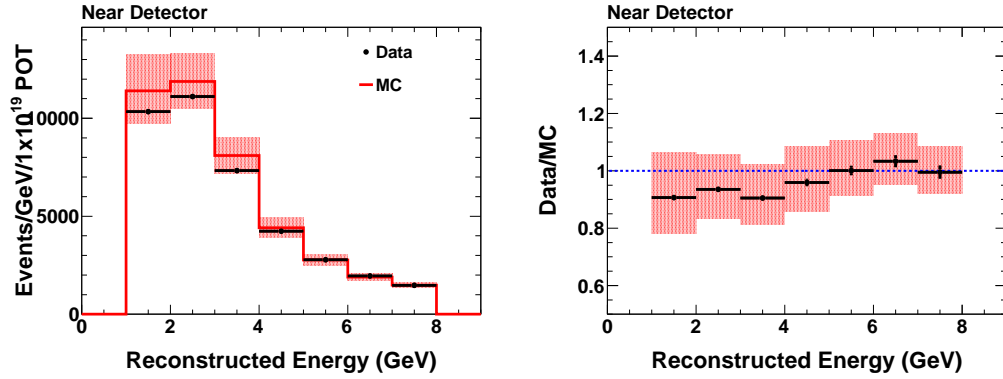 Near Detector
Events/GeV/1x10^19 POT
10000
5000
0
Data
MC
0 2 4 6 8
Reconstructed Energy (GeV)
Near Detector
Data/MC
1.4
1.2
1
0.8
0.6
0 2 4 6 8
Reconstructed Energy (GeV)